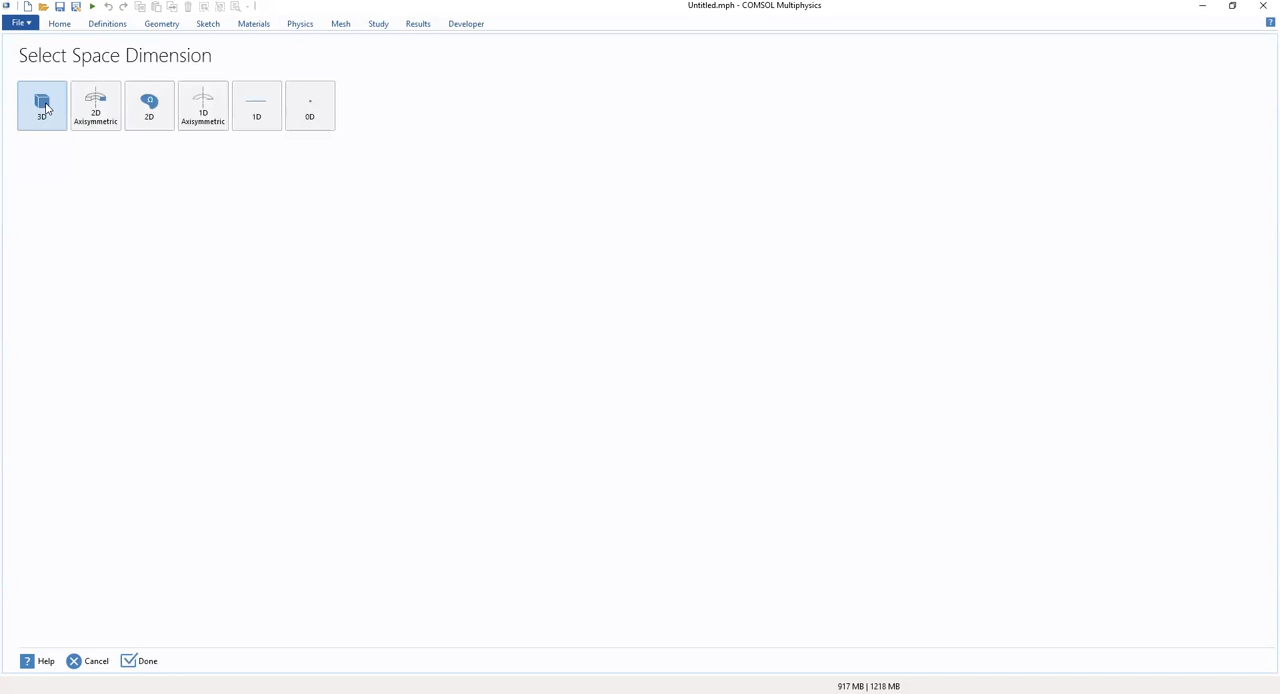 Untitled.mph - COMSOL Multiphysics
File Home Definitions Geometry Sketch Materials Physics Mesh Study Results Developer ?
Select Space Dimension
3D
2D
Axisymmetric
Ω
2D
1D
Axisymmetric
1D
0D
? Help Cancel Done
917 MB | 1218 MB